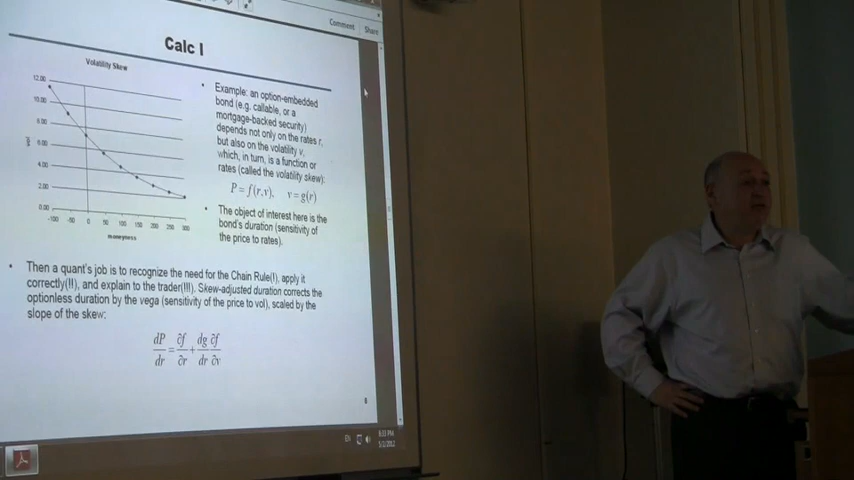 Comment Share
Calc I
Volatility Skew
12.00
10.00
8.00
6.00
4.00
2.00
0.00
-100 -50 0 50 100 150 200 250 300
moneyness
• Example: an option-embedded
bond (e.g. callable, or a
mortgage-backed security)
depends not only on the rates r,
but also on the volatility v,
which, in turn, is a function or
rates (called the volatility skew):
P = f(r,v), v = g(r)
• The object of interest here is the
bond's duration (sensitivity of
the price to rates).
• Then a quant's job is to recognize the need for the Chain Rule(!), apply it
correctly(!!), and explain to the trader(!!!). Skew-adjusted duration corrects the
optionless duration by the vega (sensitivity of the price to vol), scaled by the
slope of the skew:
dP/dr = ∂f/∂r + dg/dr ∂f/∂v
8
EN